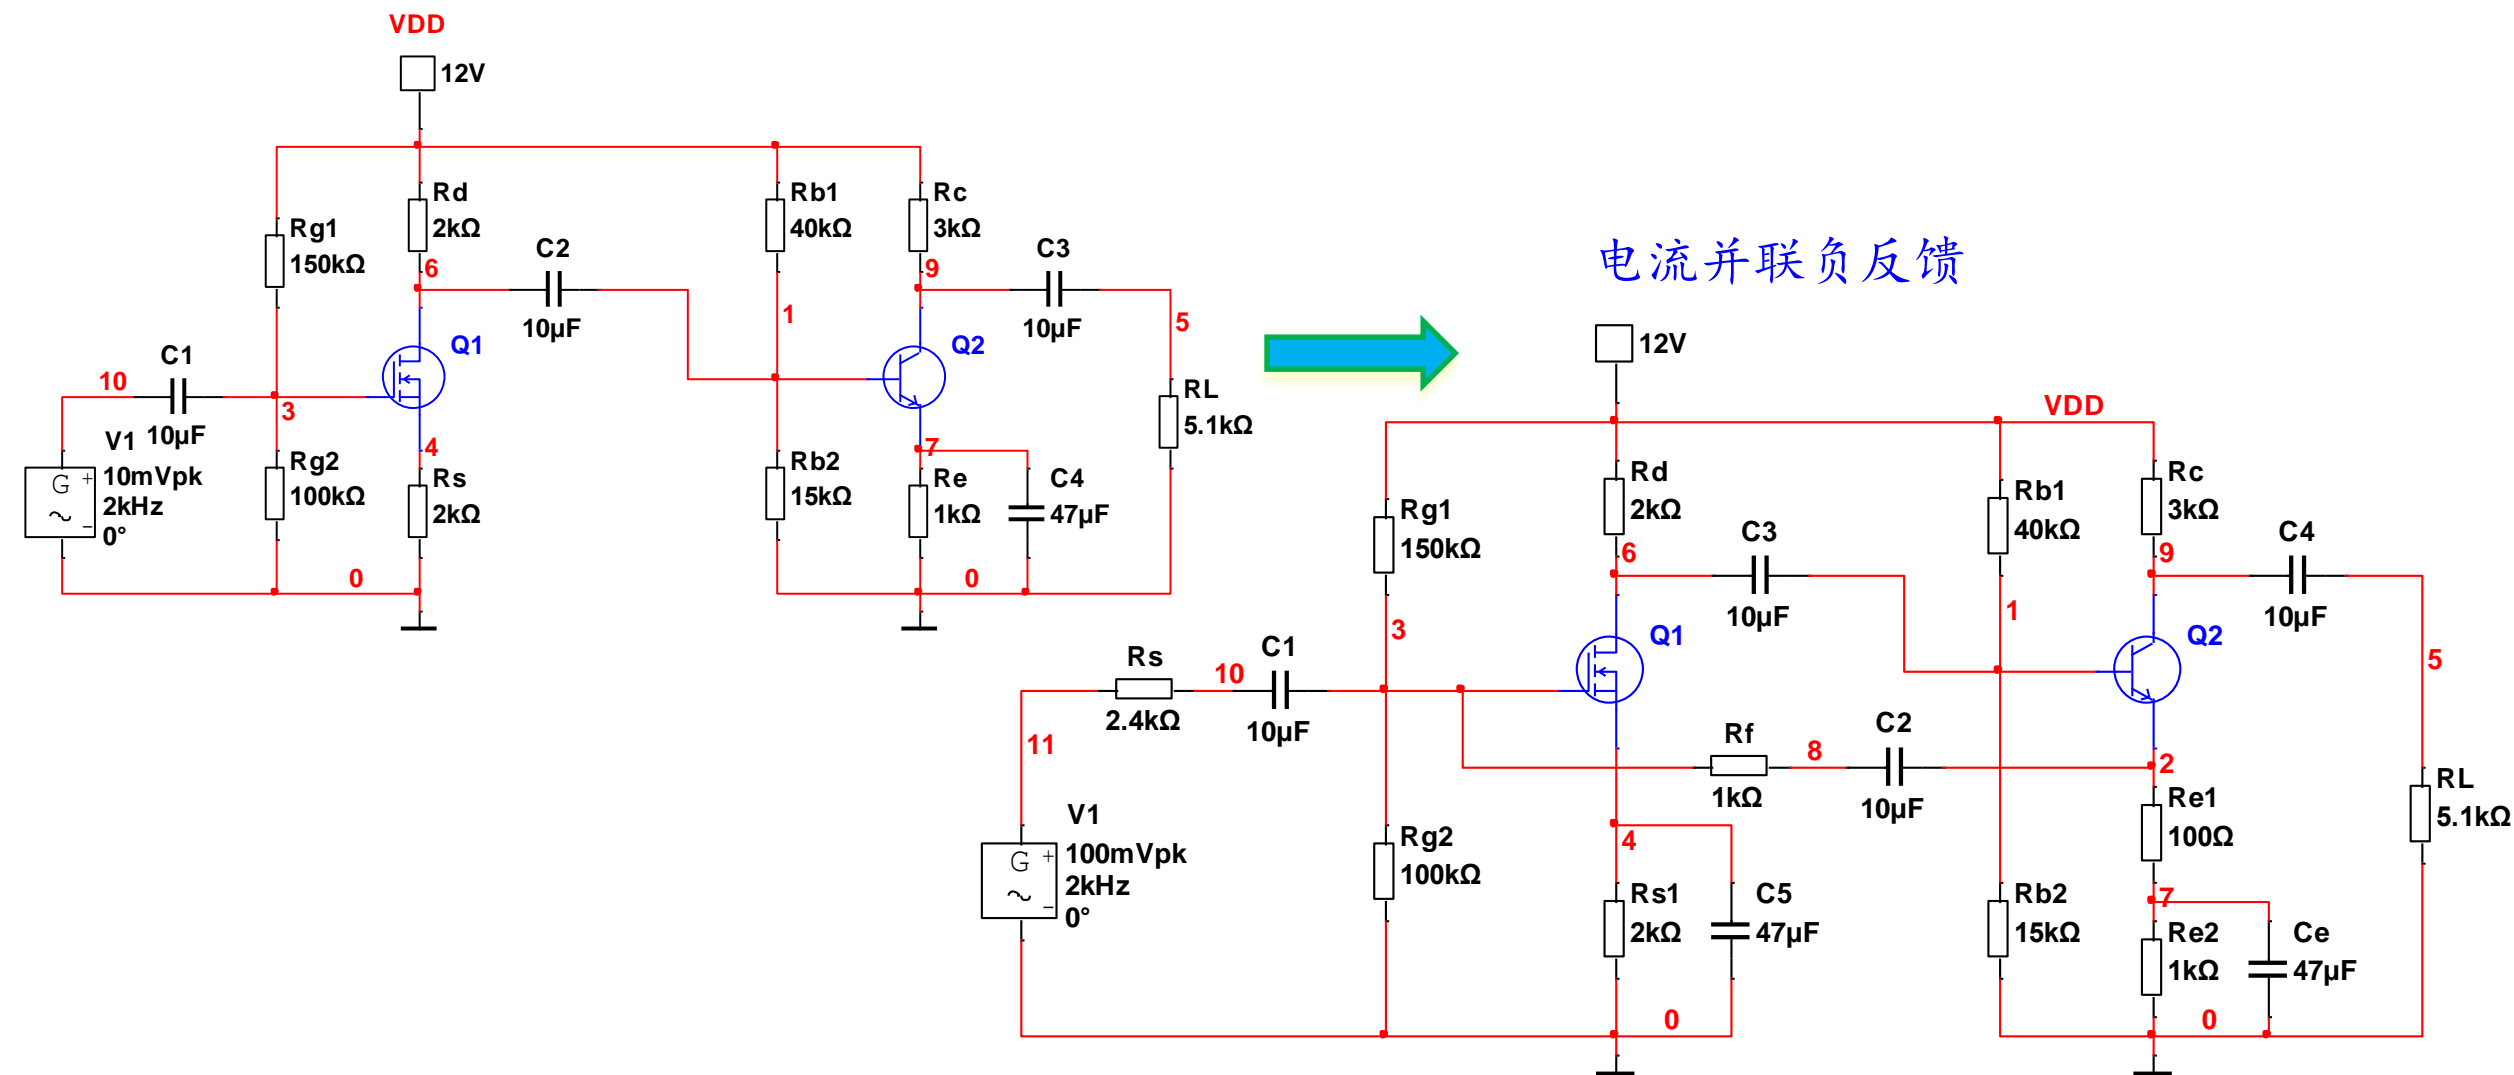 VDD
12V
Rd
2kΩ
Rb1
40kΩ
Rc
3kΩ
Rg1
150kΩ
C2
10µF
C3
10µF
6
9
1
5
C1
10µF
10
3
Q1
Q2
RL
5.1kΩ
V1
10mVpk
2kHz
0°
G
Rg2
100kΩ
4
Rs
2kΩ
Rb2
15kΩ
7
Re
1kΩ
C4
47µF
0
0
电流并联负反馈
12V
VDD
Rd
2kΩ
Rb1
40kΩ
Rc
3kΩ
Rg1
150kΩ
C3
10µF
C4
10µF
6
9
1
3
5
Rs
2.4kΩ
10
C1
10µF
Q1
Q2
11
Rf
1kΩ
8
C2
10µF
2
Re1
100Ω
RL
5.1kΩ
V1
100mVpk
2kHz
0°
G
Rg2
100kΩ
4
Rs1
2kΩ
C5
47µF
Rb2
15kΩ
7
Re2
1kΩ
Ce
47µF
0
0